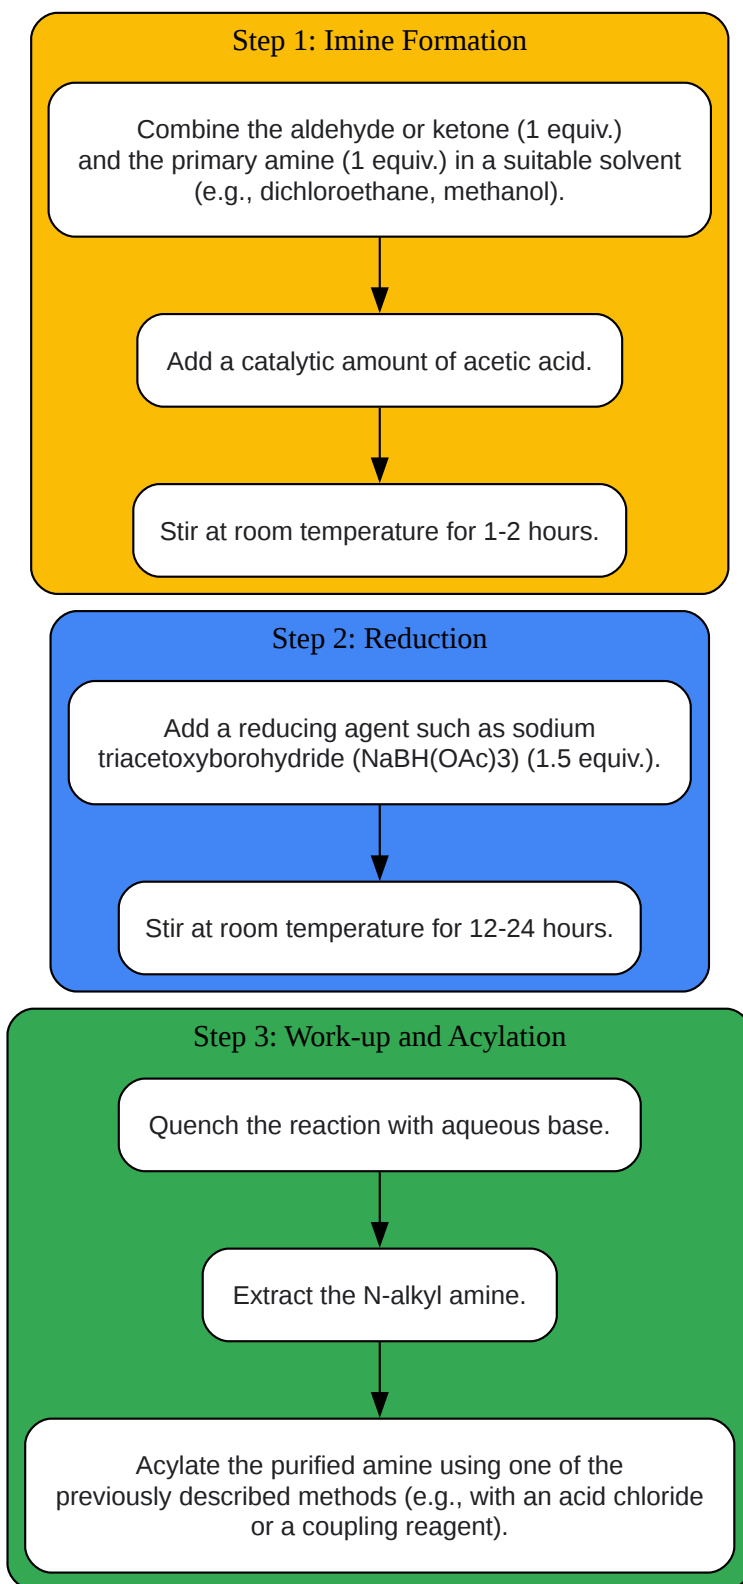 Step 1: Imine Formation
Combine the aldehyde or ketone (1 equiv.)
and the primary amine (1 equiv.) in a suitable solvent
(e.g., dichloroethane, methanol).
Add a catalytic amount of acetic acid.
Stir at room temperature for 1-2 hours.
Step 2: Reduction
Add a reducing agent such as sodium
triacetoxyborohydride (NaBH(OAc)3) (1.5 equiv.).
Stir at room temperature for 12-24 hours.
Step 3: Work-up and Acylation
Quench the reaction with aqueous base.
Extract the N-alkyl amine.
Acylate the purified amine using one of the
previously described methods (e.g., with an acid chloride
or a coupling reagent).